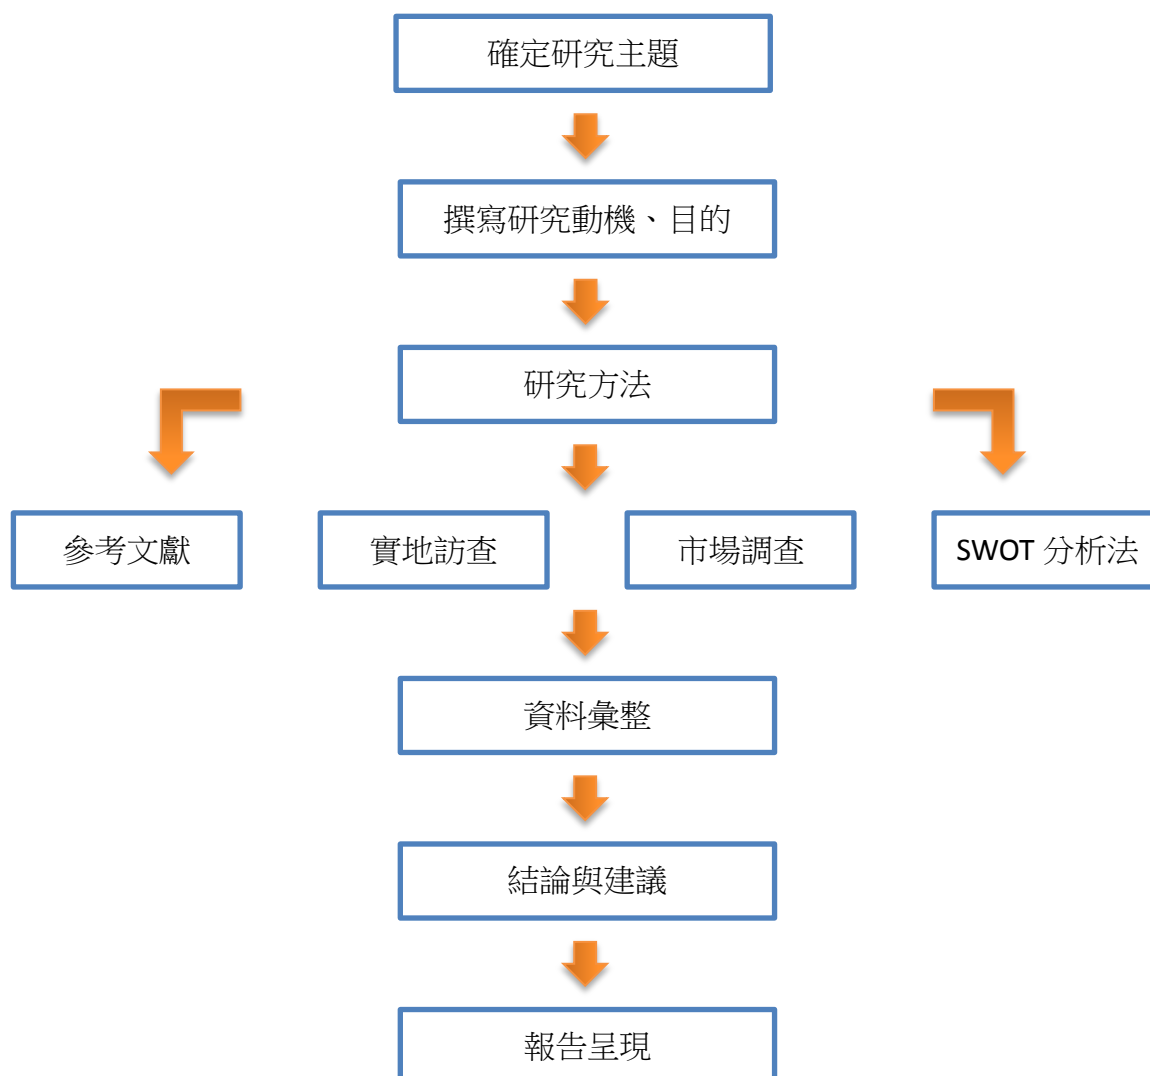 確定研究主題
撰寫研究動機、目的
研究方法
參考文獻
實地訪查
市場調查
SWOT 分析法
資料彙整
結論與建議
報告呈現